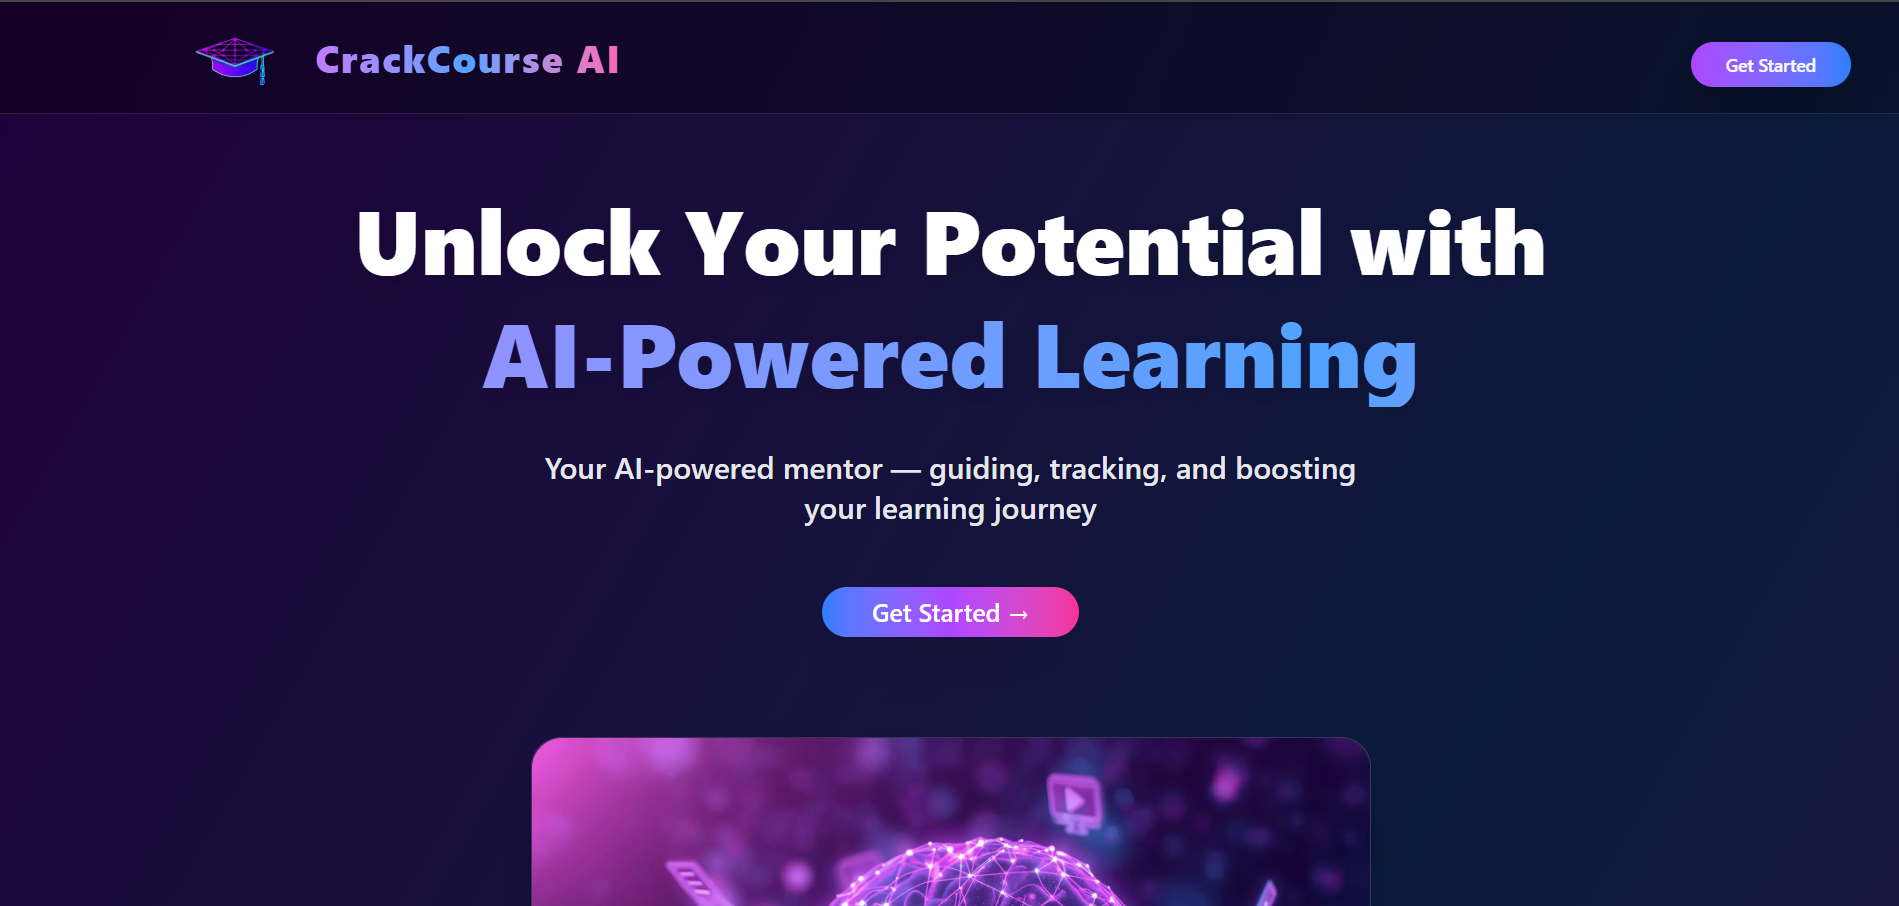 CrackCourse AI
Get Started
Unlock Your Potential with
AI-Powered Learning
Your AI-powered mentor — guiding, tracking, and boosting
your learning journey
Get Started →